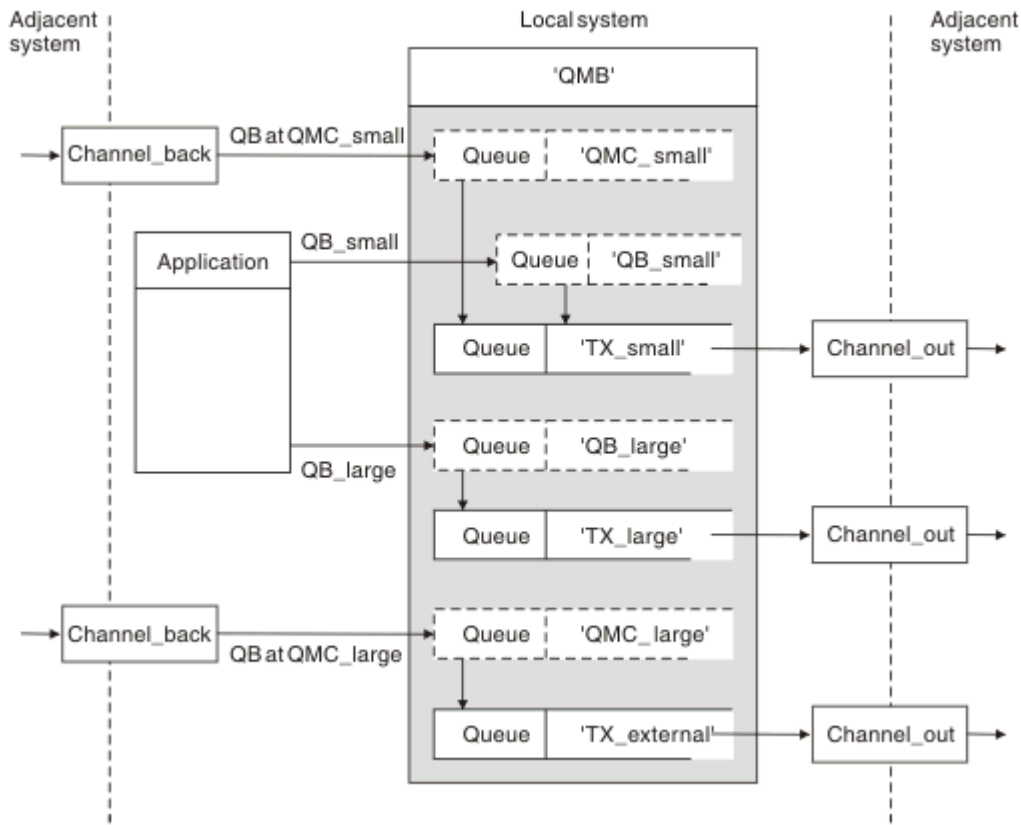 Adjacent
system
Local system
Adjacent
system
'QMB'
Channel_back
QB at QMC_small
Queue
'QMC_small'
Application
QB_small
Queue
'QB_small'
Queue
'TX_small'
Channel_out
QB_large
Queue
'QB_large'
Queue
'TX_large'
Channel_out
Channel_back
QB at QMC_large
Queue
'QMC_large'
Queue
'TX_external'
Channel_out